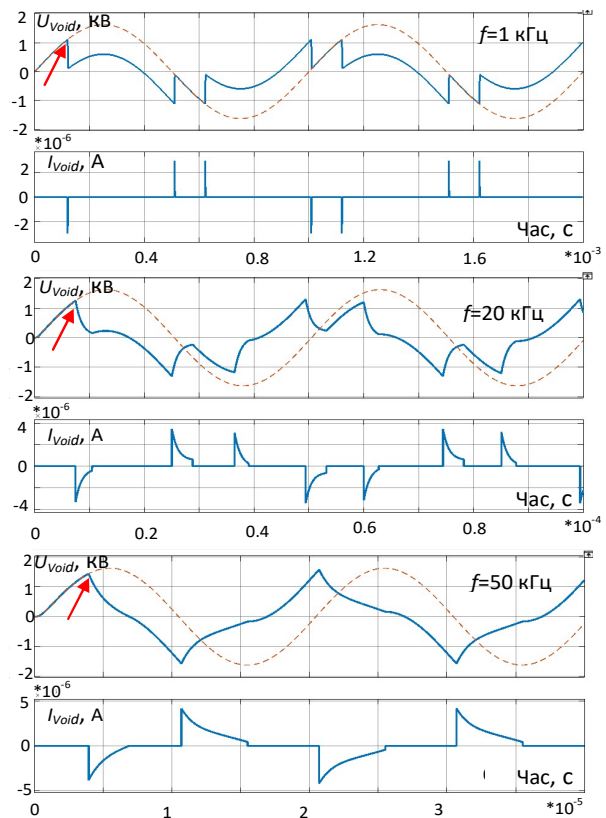 2 U_Void, кВ
f=1 кГц
1
0
-1
-2
*10^-6
I_Void, А
2
0
-2
Час, с
0 0.4 0.8 1.2 1.6 *10^-3
2 U_Void, кВ
1
f=20 кГц
0
-1
-2
*10^-6
4 I_Void, А
0
-4
Час, с
0 0.2 0.4 0.6 0.8 *10^-4
2 U_Void, кВ
f=50 кГц
1
0
-1
-2
*10^-6
5
I_Void, А
0
-5
Час, с
0 1 2 3 *10^-5